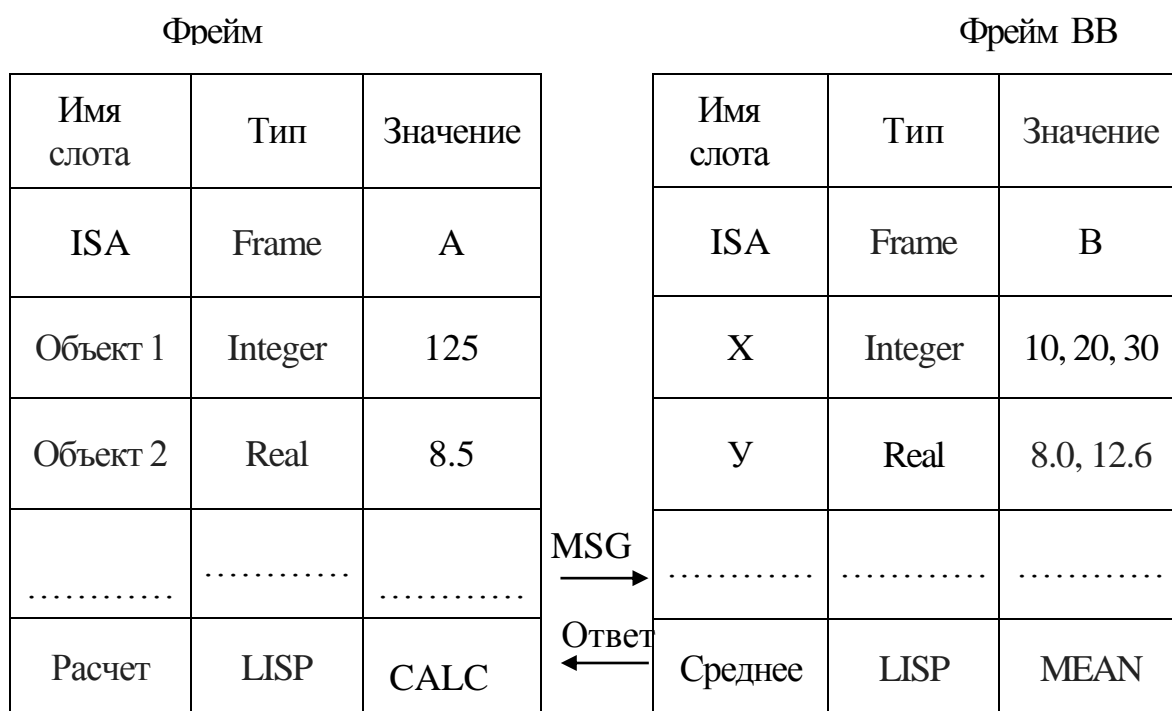 Фрейм
Фрейм ВВ
Имя слота Тип Значение
ISA Frame A
Объект 1 Integer 125
Объект 2 Real 8.5
………… ………… …………
Расчет LISP CALC
MSG
Ответ
Имя слота Тип Значение
ISA Frame B
X Integer 10, 20, 30
У Real 8.0, 12.6
………… ………… …………
Среднее LISP MEAN